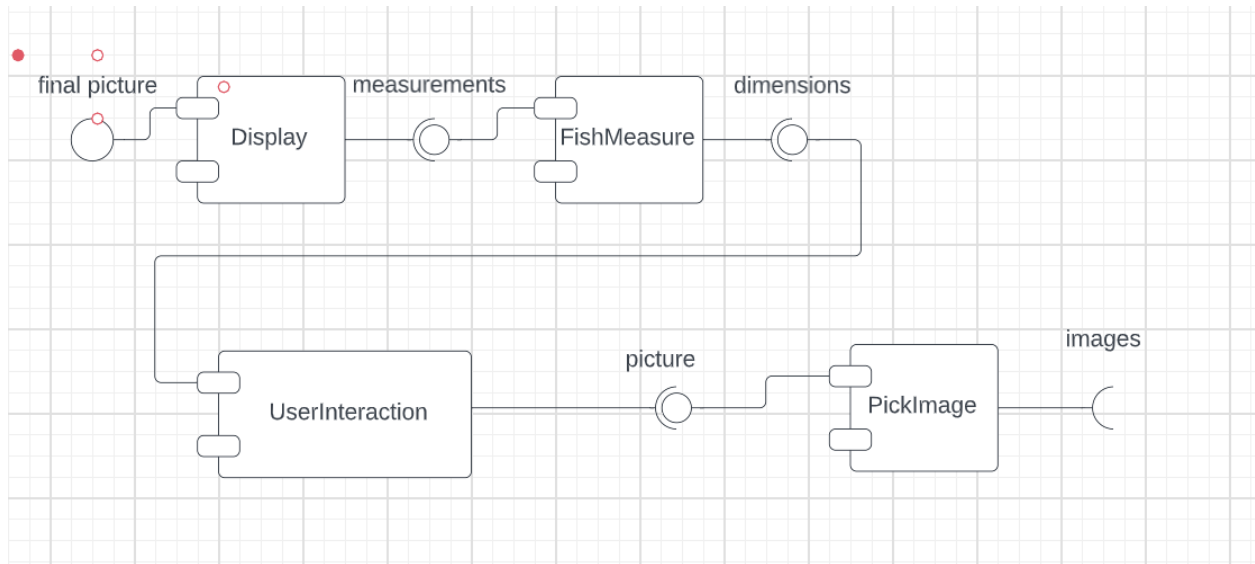 final picture
measurements
dimensions
Display
FishMeasure
images
picture
UserInteraction
PickImage